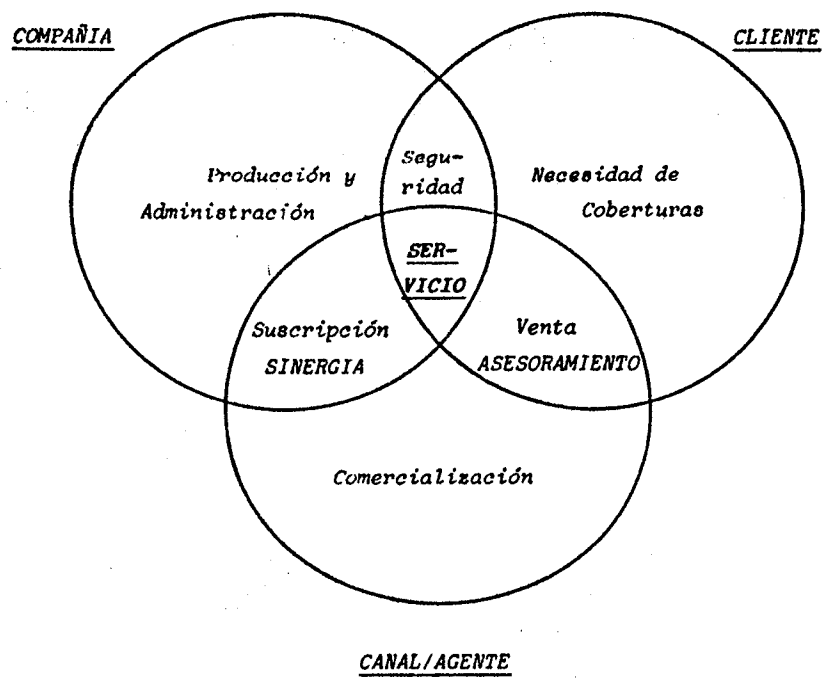 COMPAÑIA
CLIENTE
Producción y
Administración
Segu-
ridad
Necesidad de
Coberturas
SER-
VICIO
Suscripción
SINERGIA
Venta
ASESORAMIENTO
Comercialización
CANAL/AGENTE